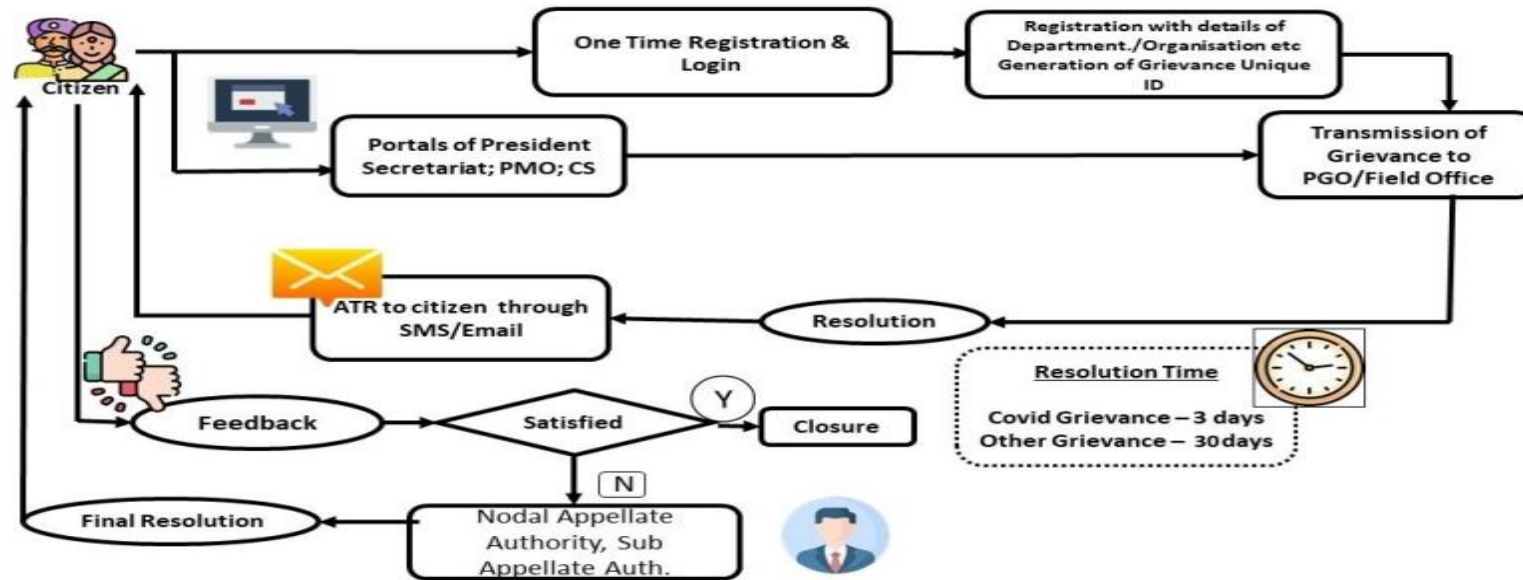 Citizen
One Time Registration &
Login
Registration with details of
Department./Organisation etc
Generation of Grievance Unique
ID
Portals of President
Secretariat; PMO; CS
Transmission of
Grievance to
PGO/Field Office
ATR to citizen through
SMS/Email
Resolution
Resolution Time
Covid Grievance – 3 days
Other Grievance – 30 days
Feedback
Satisfied
Y
Closure
N
Final Resolution
Nodal Appellate
Authority, Sub
Appellate Auth.